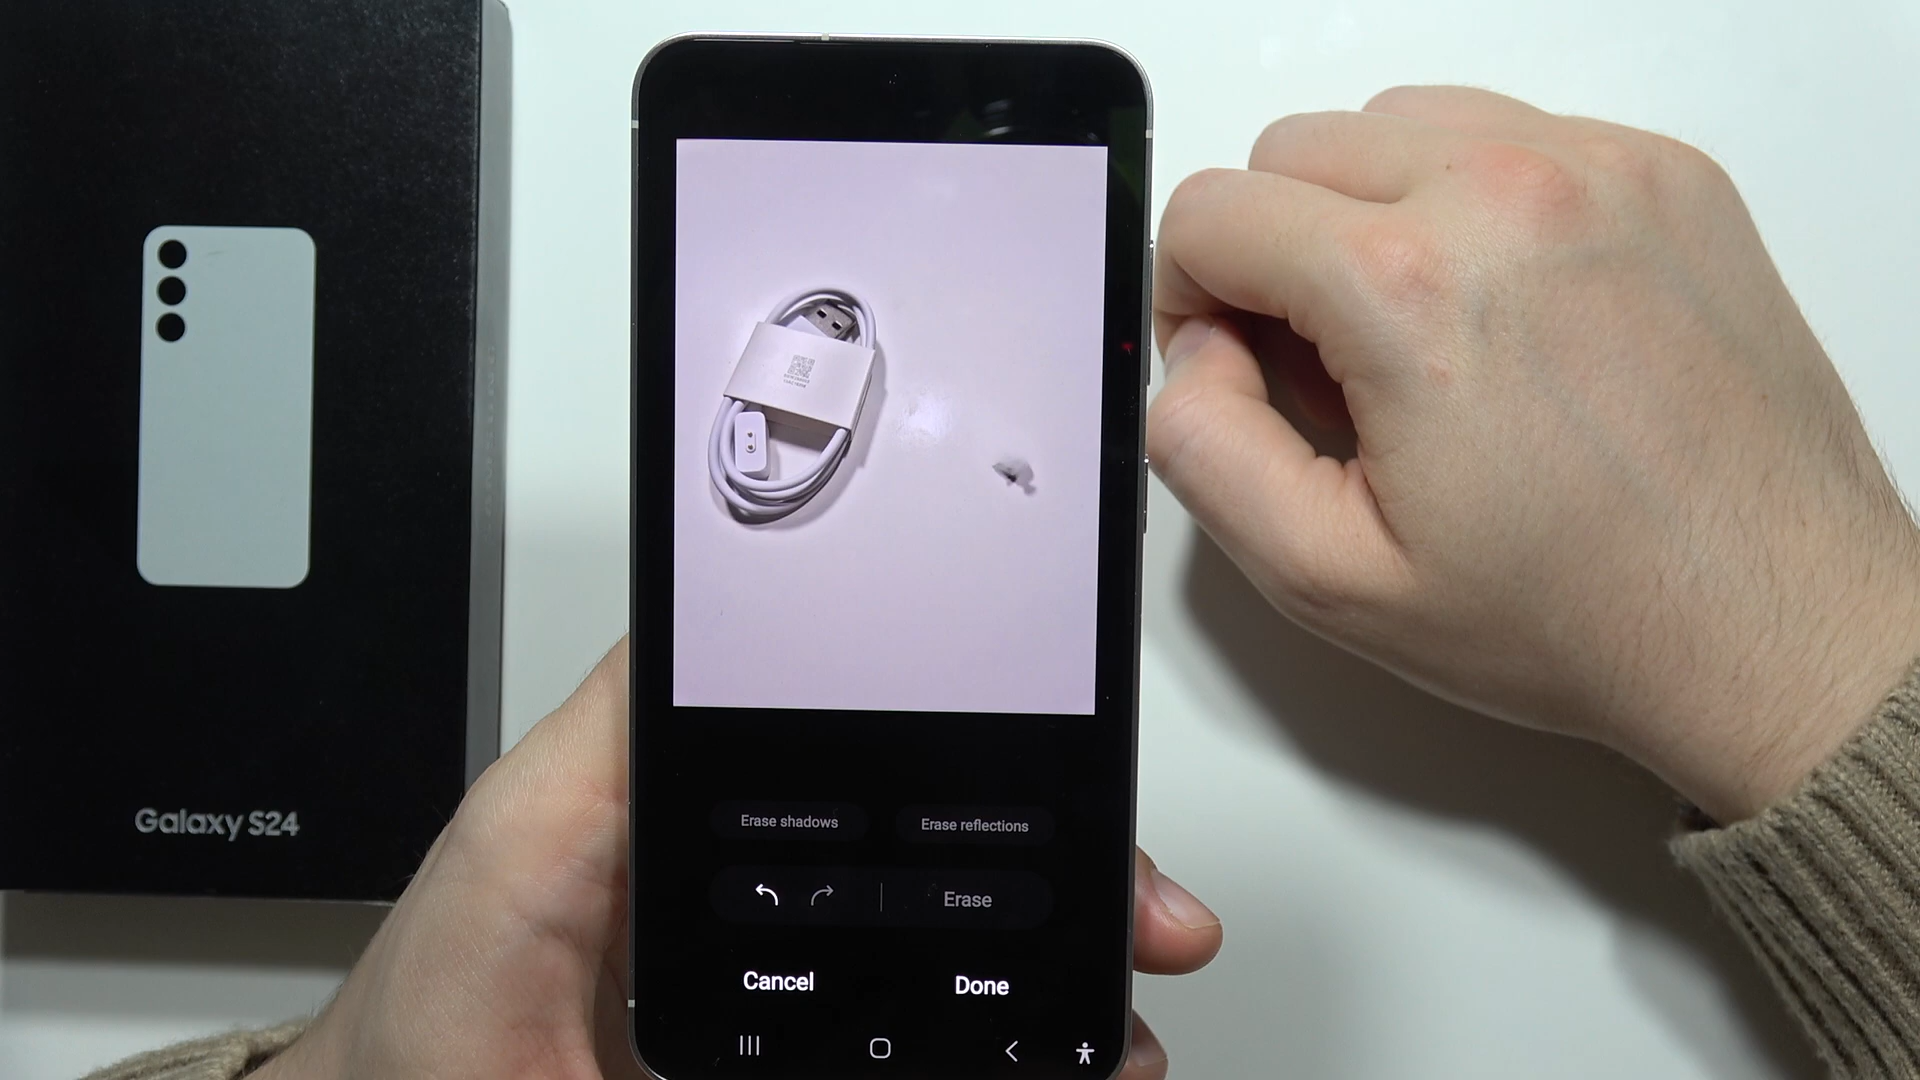 Galaxy S24
Erase shadows
Erase reflections
Erase
Cancel
Done